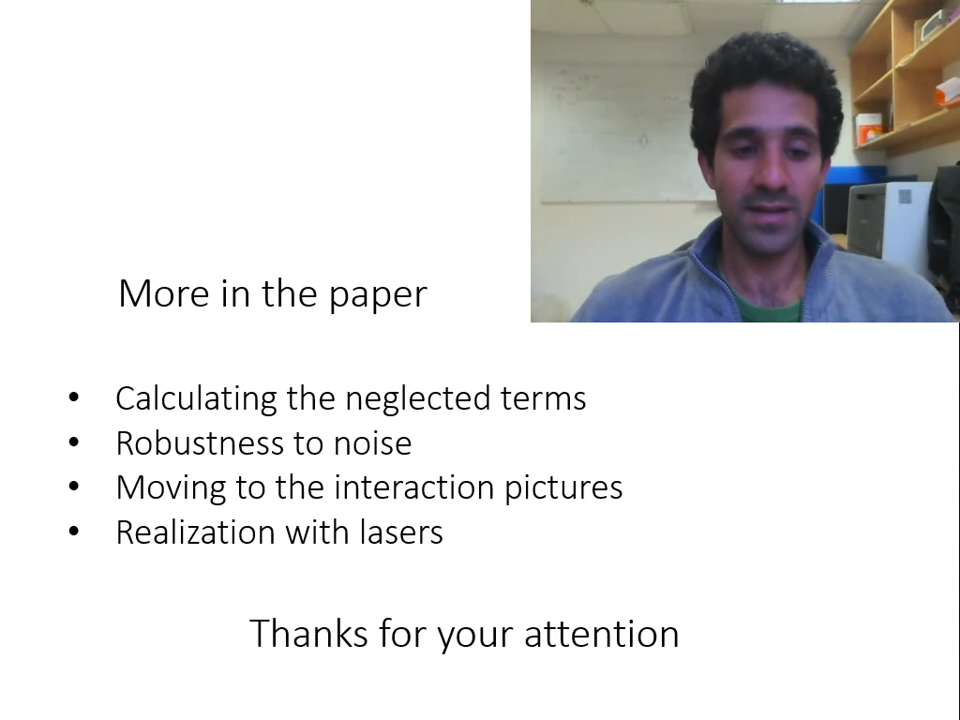 More in the paper
• Calculating the neglected terms
• Robustness to noise
• Moving to the interaction pictures
• Realization with lasers
Thanks for your attention